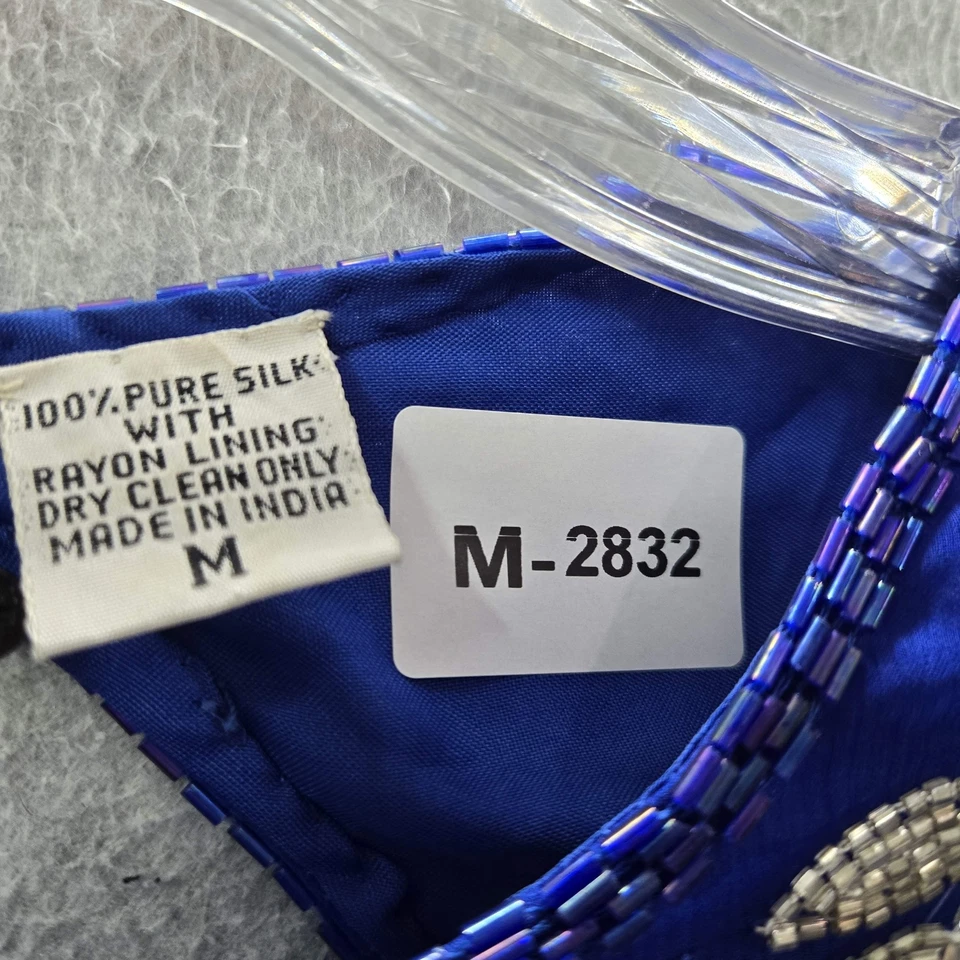 100% PURE SILK
WITH
RAYON LINING
DRY CLEAN ONLY
MADE IN INDIA
M
M-2832